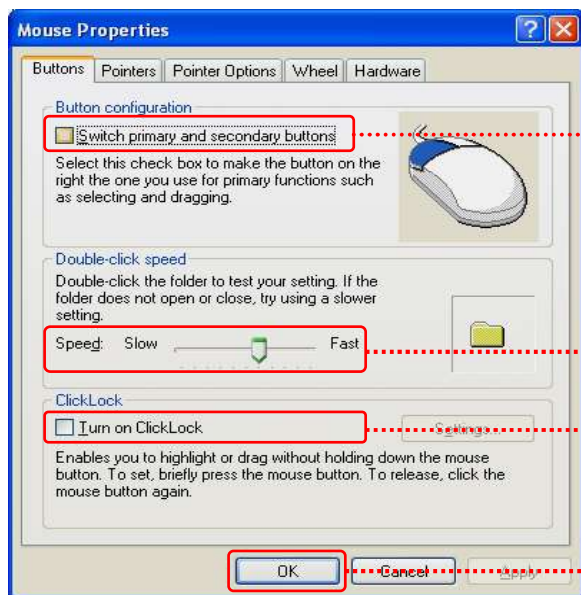 Mouse Properties
Buttons Pointers Pointer Options Wheel Hardware
Button configuration
Switch primary and secondary buttons
Select this check box to make the button on the
right the one you use for primary functions such
as selecting and dragging.
Double-click speed
Double-click the folder to test your setting. If the
folder does not open or close, try using a slower
setting.
Speed: Slow Fast
ClickLock
Turn on ClickLock Settings...
Enables you to highlight or drag without holding down the mouse
button. To set, briefly press the mouse button. To release, click the
mouse button again.
OK Cancel Apply